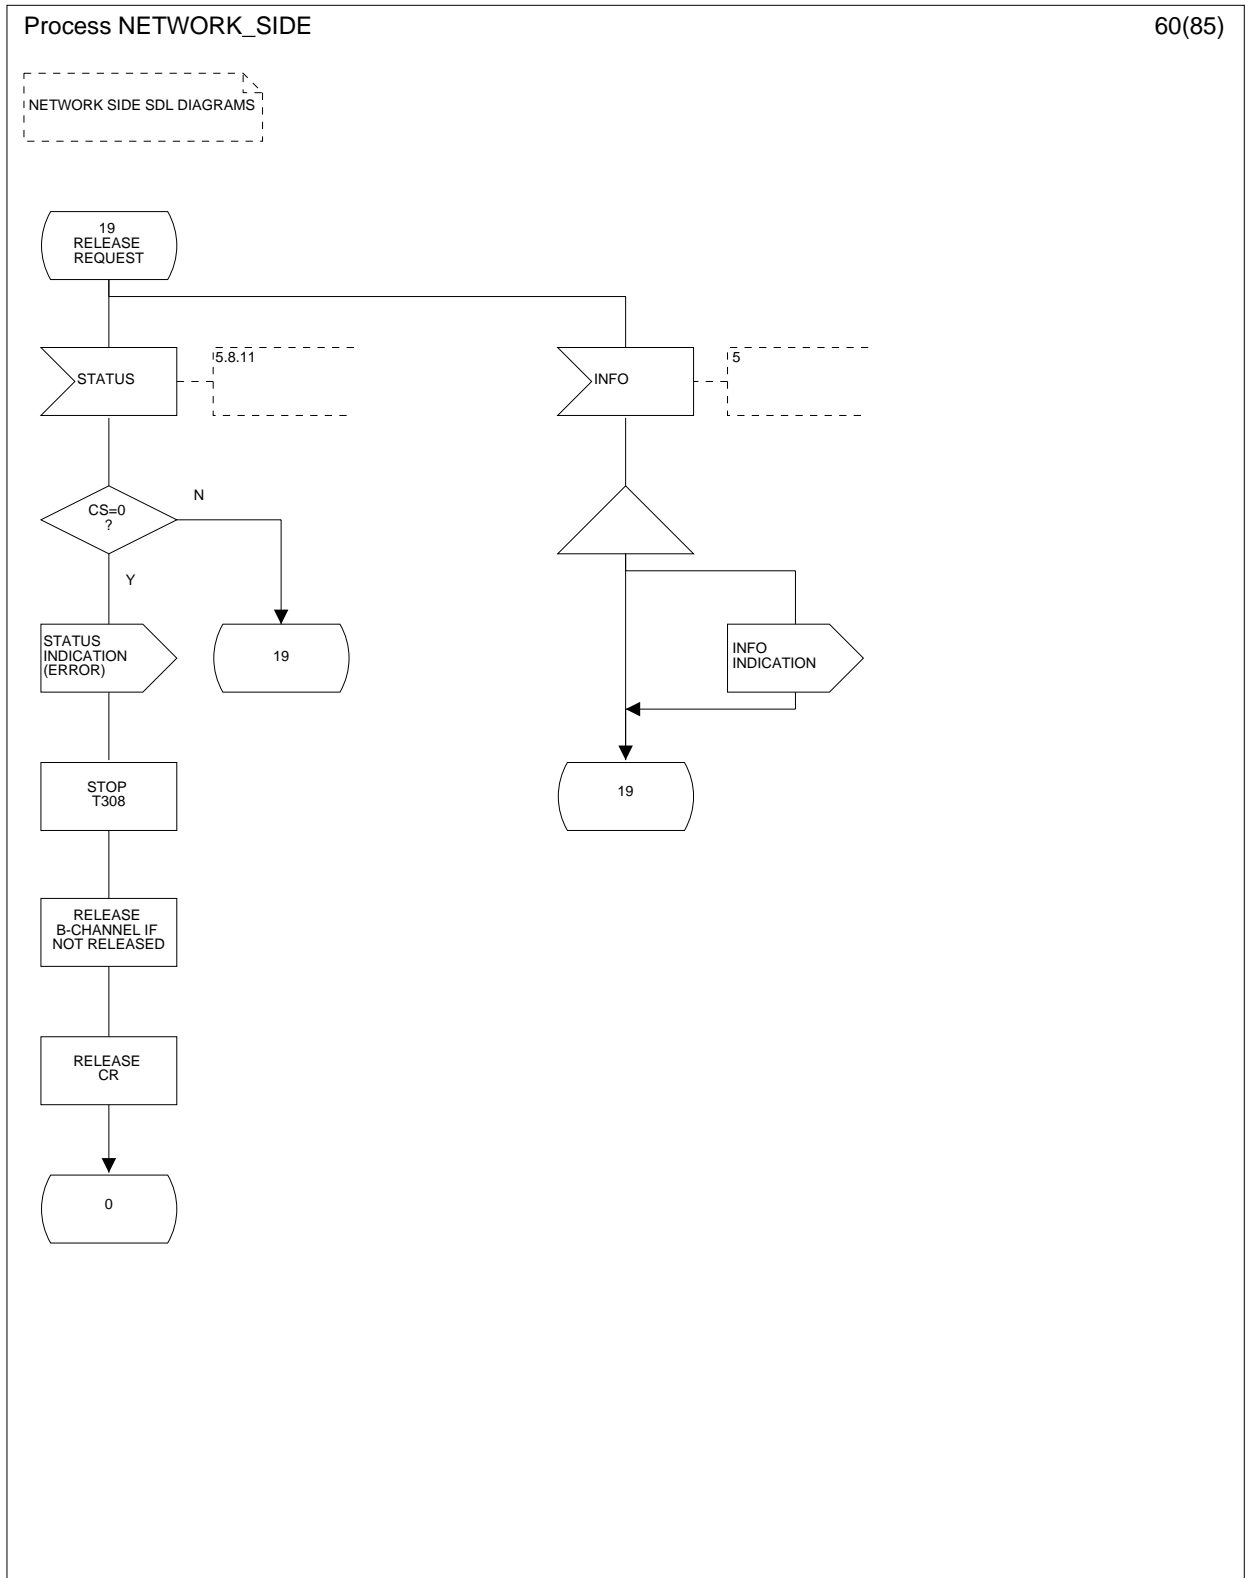 Process NETWORK_SIDE
60(85)
NETWORK SIDE SDL DIAGRAMS
19
RELEASE
REQUEST
STATUS
5.8.11
INFO
5
CS=0
?
N
Y
STATUS
INDICATION
(ERROR)
19
INFO
INDICATION
STOP
T308
19
RELEASE
B-CHANNEL IF
NOT RELEASED
RELEASE
CR
0